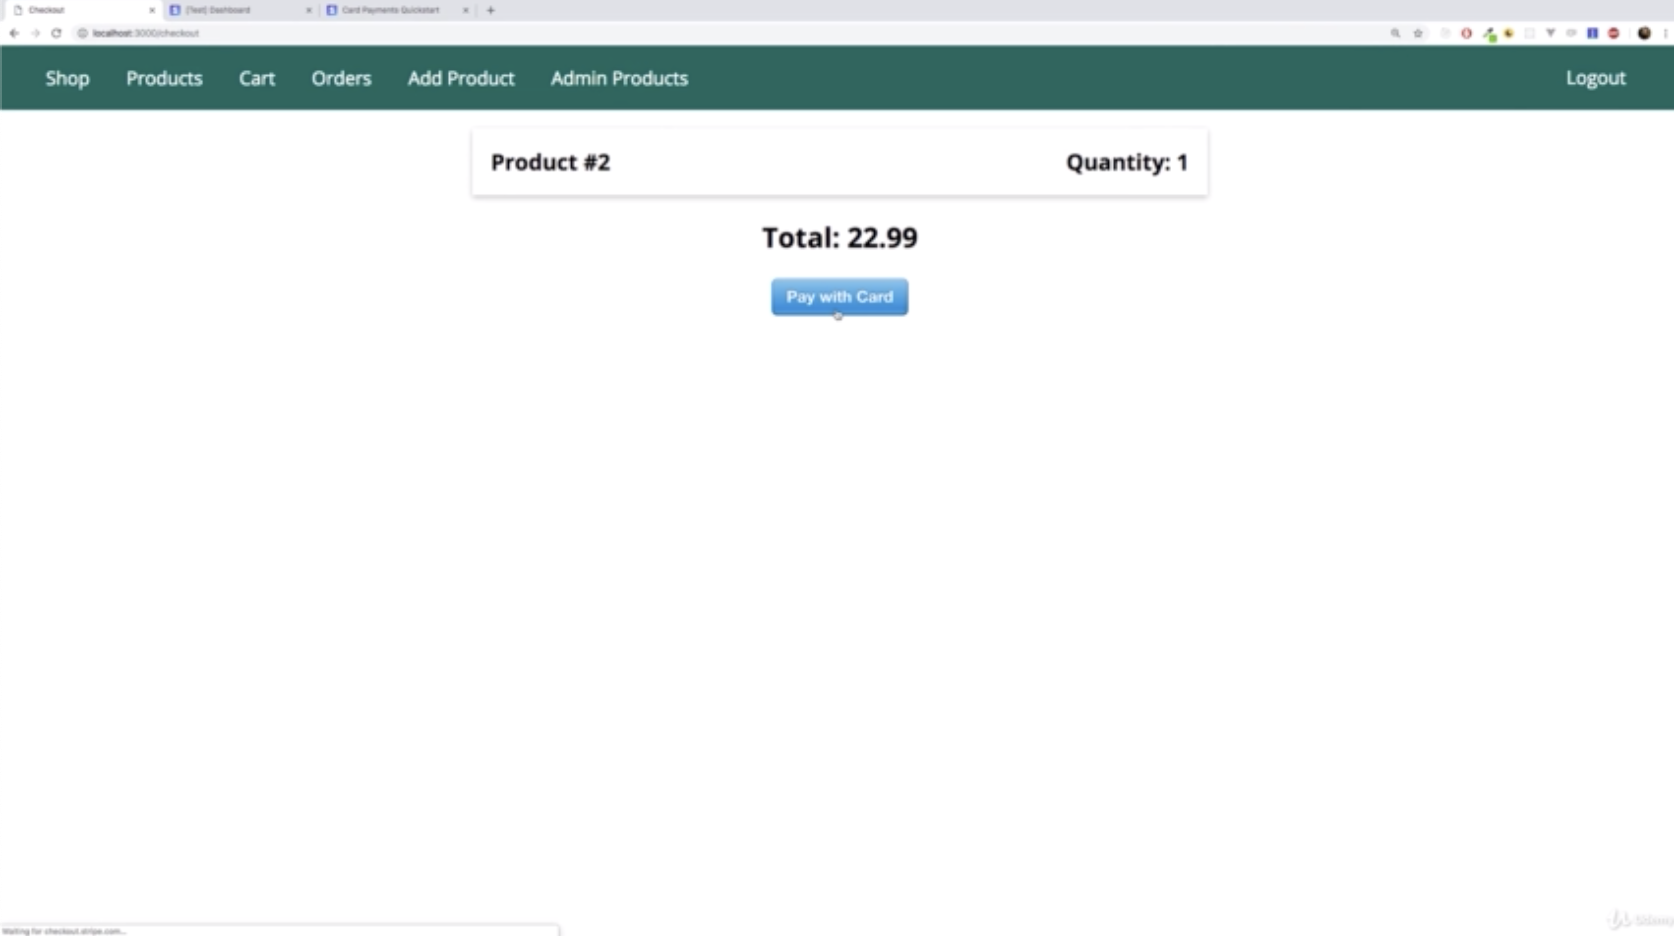 Checkout
[Test] Dashboard
Card Payments Quickstart
localhost:3000/checkout
Shop Products Cart Orders Add Product Admin Products Logout
Product #2 Quantity: 1
Total: 22.99
Pay with Card
Waiting for checkout.stripe.com...
Udemy